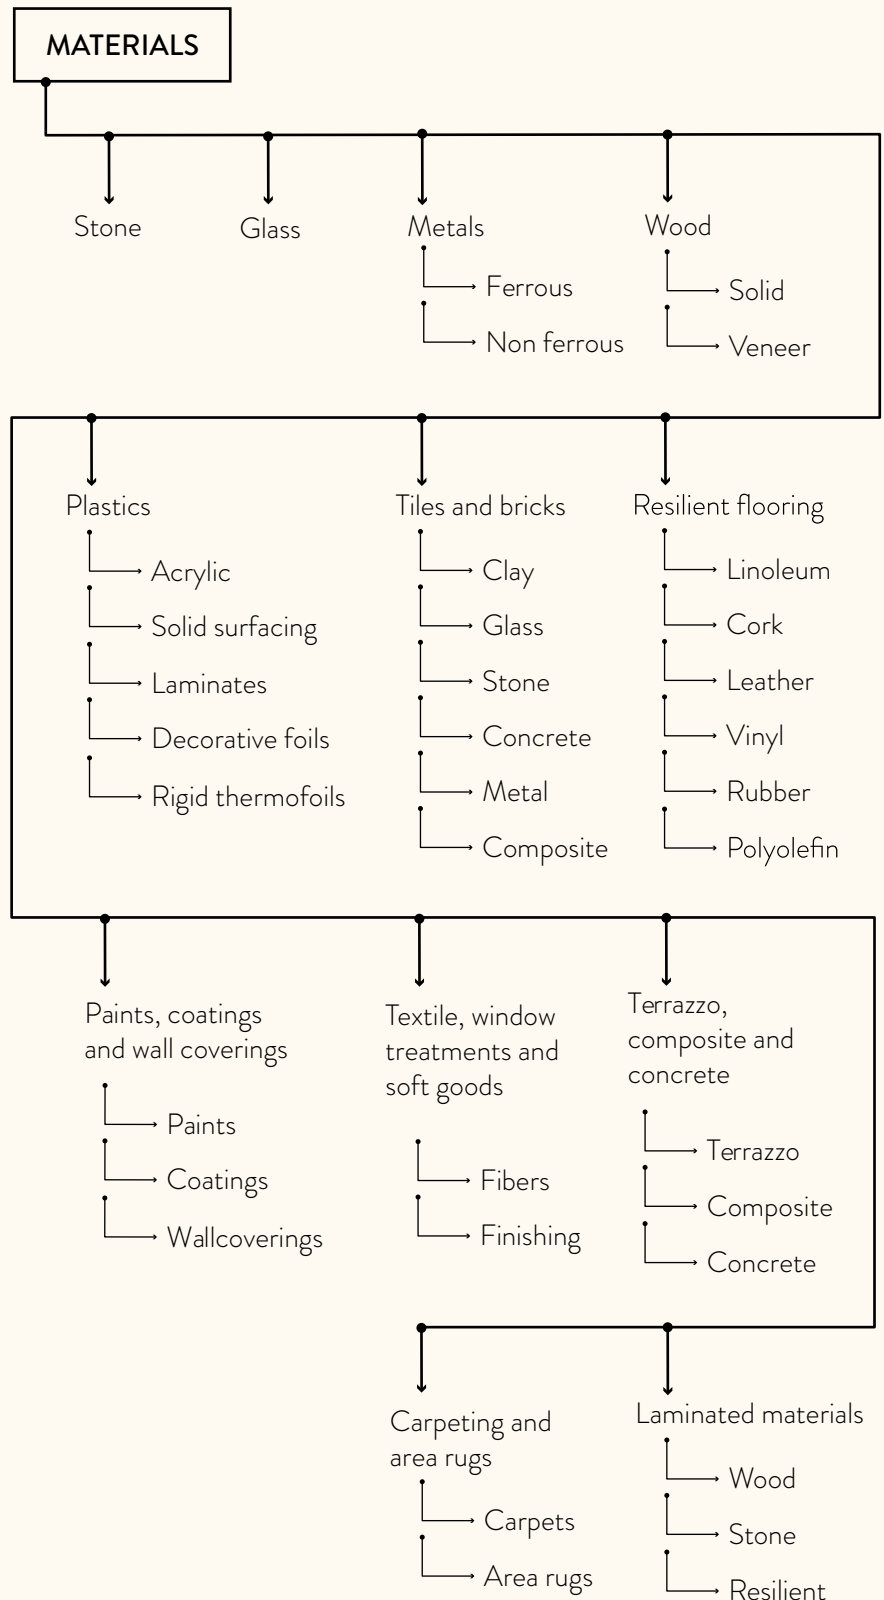 MATERIALS
Stone
Glass
Metals
Ferrous
Non ferrous
Wood
Solid
Veneer
Plastics
Acrylic
Solid surfacing
Laminates
Decorative foils
Rigid thermofoils
Tiles and bricks
Clay
Glass
Stone
Concrete
Metal
Composite
Resilient flooring
Linoleum
Cork
Leather
Vinyl
Rubber
Polyolefin
Paints, coatings
and wall coverings
Paints
Coatings
Wallcoverings
Textile, window
treatments and
soft goods
Fibers
Finishing
Terrazzo,
composite and
concrete
Terrazzo
Composite
Concrete
Carpeting and
area rugs
Carpets
Area rugs
Laminated materials
Wood
Stone
Resilient